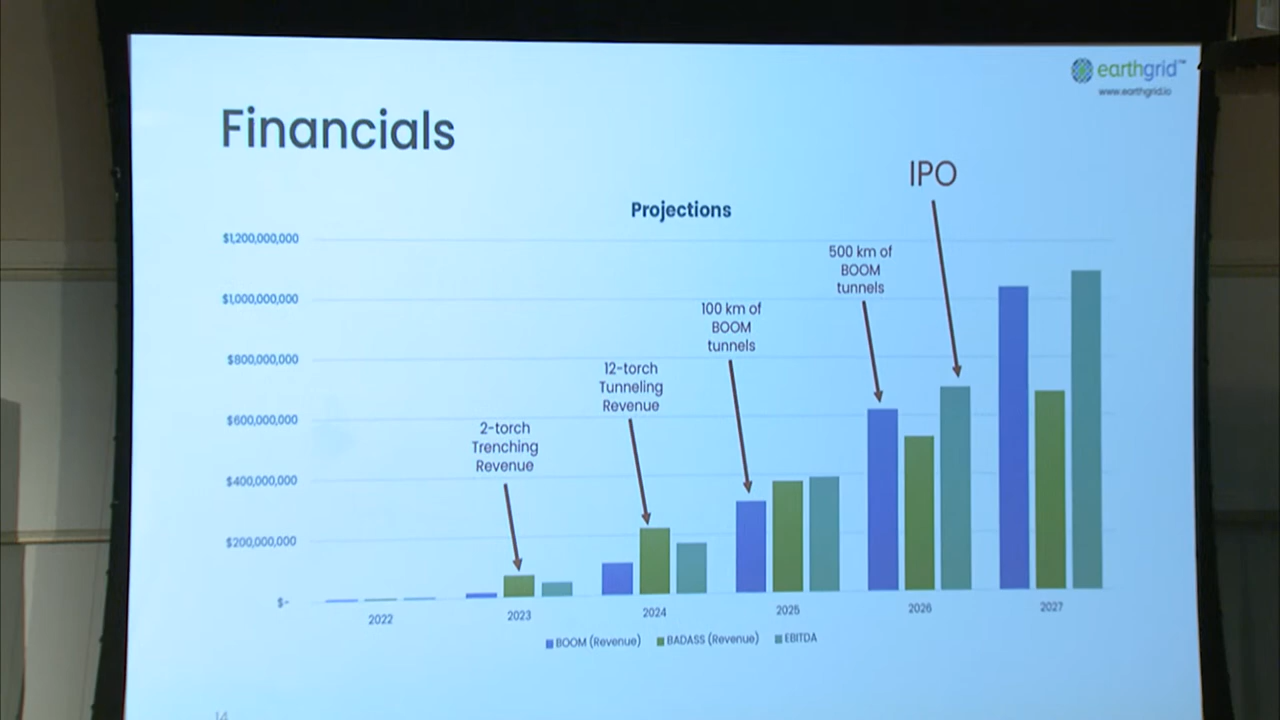 earthgrid™
www.earthgrid.io
Financials
IPO
Projections
$1,200,000,000
$1,000,000,000
$800,000,000
$600,000,000
$400,000,000
$200,000,000
$-
2-torch
Trenching
Revenue
12-torch
Tunneling
Revenue
100 km of
BOOM
tunnels
500 km of
BOOM
tunnels
2022 2023 2024 2025 2026 2027
BOOM (Revenue) BADASS (Revenue) EBITDA
14